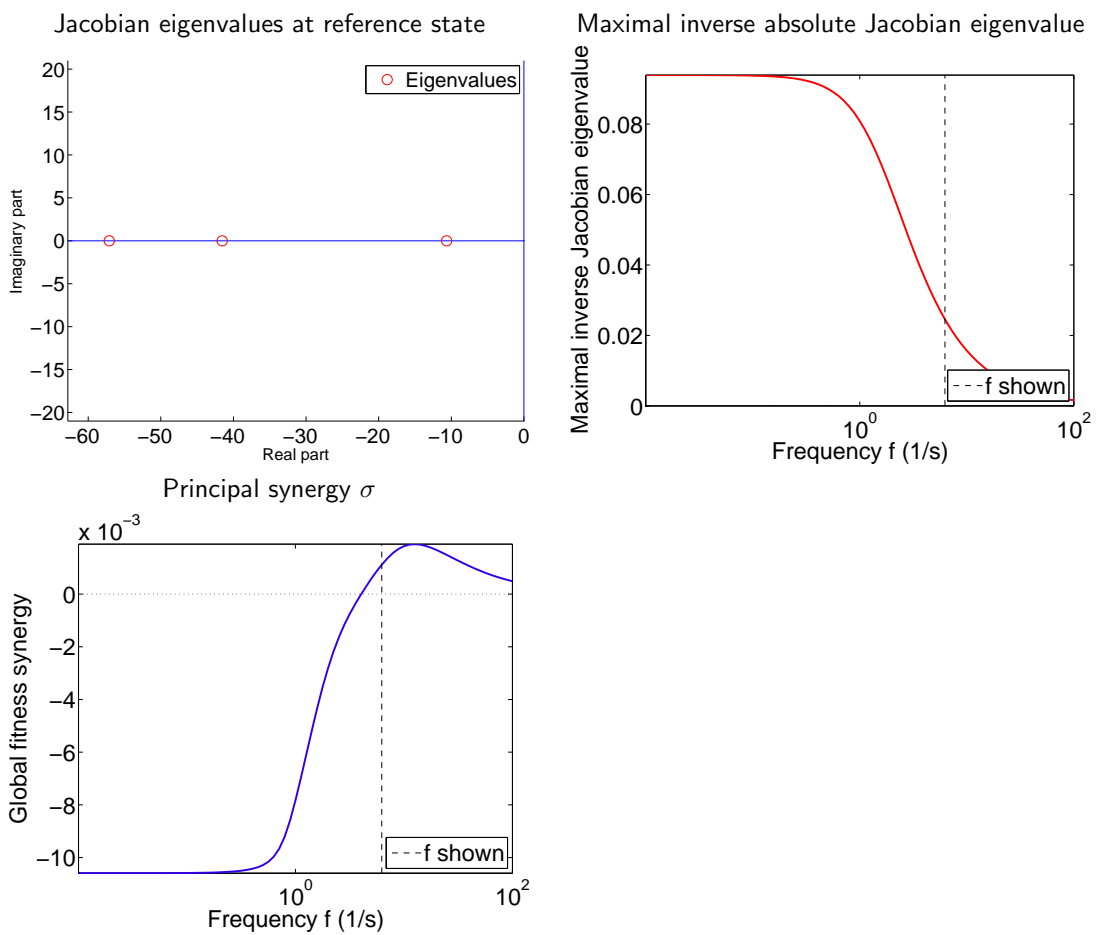 Jacobian eigenvalues at reference state
20
15
10
5
0
−5
−10
−15
−20
−60 −50 −40 −30 −20 −10 0
Real part
Imaginary part
Eigenvalues
Maximal inverse absolute Jacobian eigenvalue
0.08
0.06
0.04
0.02
0
10^0 10^2
Frequency f (1/s)
Maximal inverse Jacobian eigenvalue
f shown
Principal synergy σ
x 10^−3
0
−2
−4
−6
−8
−10
10^0 10^2
Frequency f (1/s)
Global fitness synergy
f shown